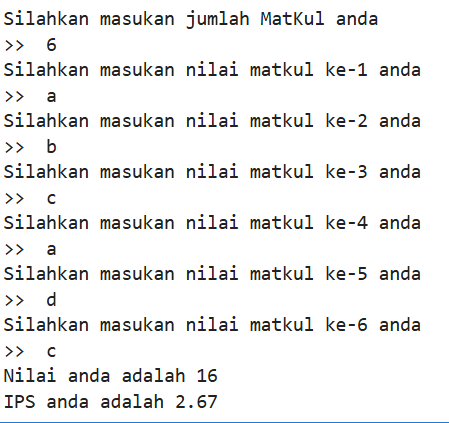 Silahkan masukan jumlah MatKul anda
>>  6
Silahkan masukan nilai matkul ke-1 anda
>>  a
Silahkan masukan nilai matkul ke-2 anda
>>  b
Silahkan masukan nilai matkul ke-3 anda
>>  c
Silahkan masukan nilai matkul ke-4 anda
>>  a
Silahkan masukan nilai matkul ke-5 anda
>>  d
Silahkan masukan nilai matkul ke-6 anda
>>  c
Nilai anda adalah 16
IPS anda adalah 2.67